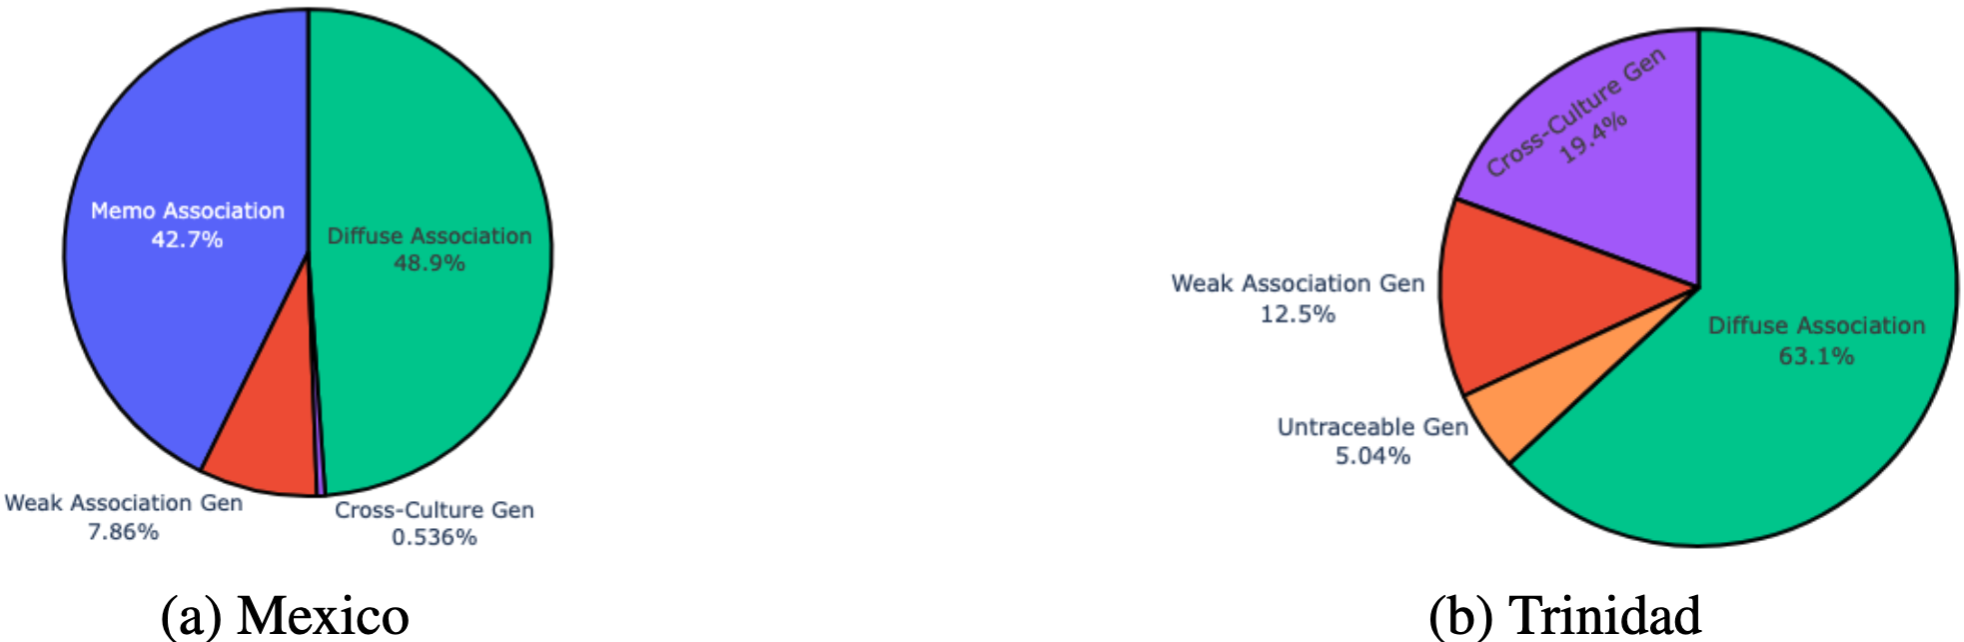 Memo Association
42.7%
Diffuse Association
48.9%
Weak Association Gen
7.86%
Cross-Culture Gen
0.536%
(a) Mexico
Cross-Culture Gen
19.4%
Weak Association Gen
12.5%
Diffuse Association
63.1%
Untraceable Gen
5.04%
(b) Trinidad